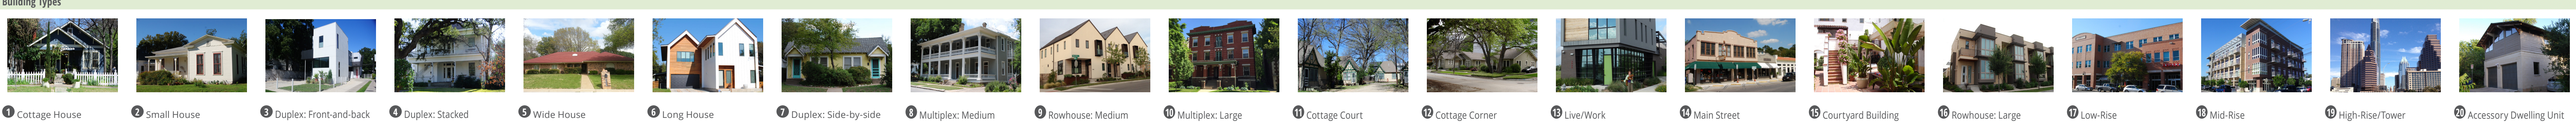 Building Types
1 Cottage House
2 Small House
3 Duplex: Front-and-back
4 Duplex: Stacked
5 Wide House
6 Long House
7 Duplex: Side-by-side
8 Multiplex: Medium
9 Rowhouse: Medium
10 Multiplex: Large
11 Cottage Court
12 Cottage Corner
13 Live/Work
14 Main Street
15 Courtyard Building
16 Rowhouse: Large
17 Low-Rise
18 Mid-Rise
19 High-Rise/Tower
20 Accessory Dwelling Unit